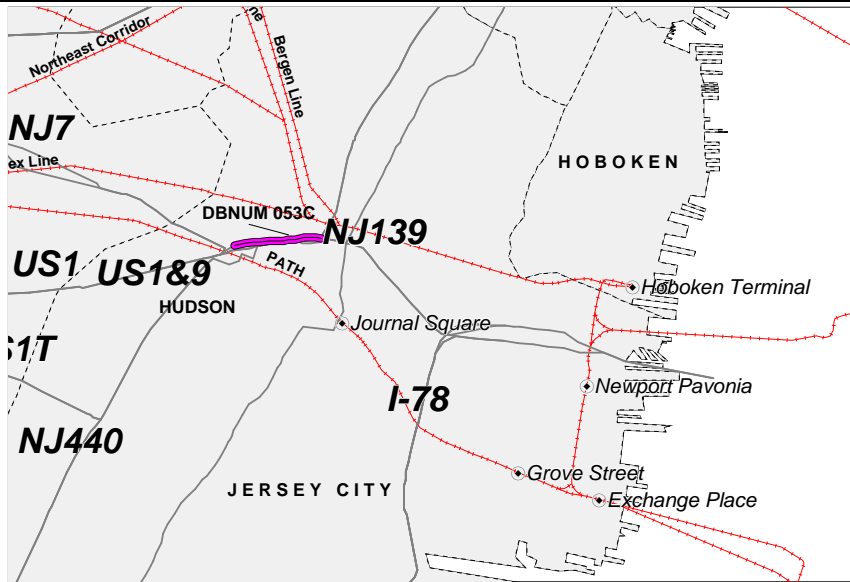 ne
Bergen Line
Northeast Corridor
NJ7
ex Line
HOBOKEN
DBNUM 053C
NJ139
US1
US1&9
PATH
HUDSON
Hoboken Terminal
Journal Square
S1T
Newport Pavonia
I-78
NJ440
Grove Street
JERSEY CITY
Exchange Place